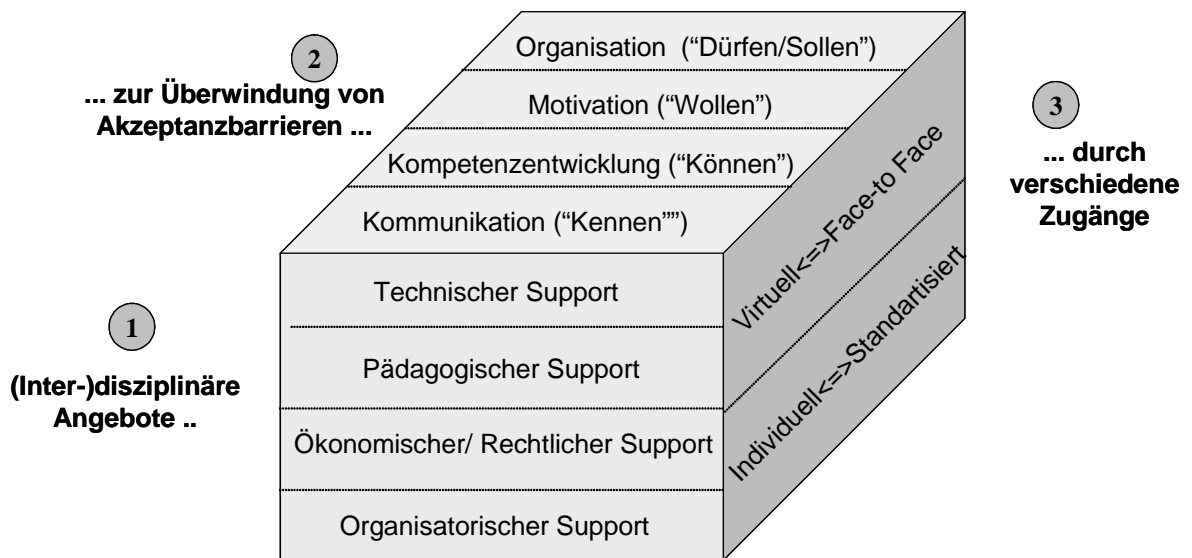 2
... zur Überwindung von
Akzeptanzbarrieren ...
Organisation (“Dürfen/Sollen”)
Motivation (“Wollen”)
Kompetenzentwicklung (“Können”)
Kommunikation (“Kennen””)
3
... durch
verschiedene
Zugänge
Virtuell<=>Face-to Face
Individuell<=>Standartisiert
1
(Inter-)disziplinäre
Angebote ..
Technischer Support
Pädagogischer Support
Ökonomischer/ Rechtlicher Support
Organisatorischer Support